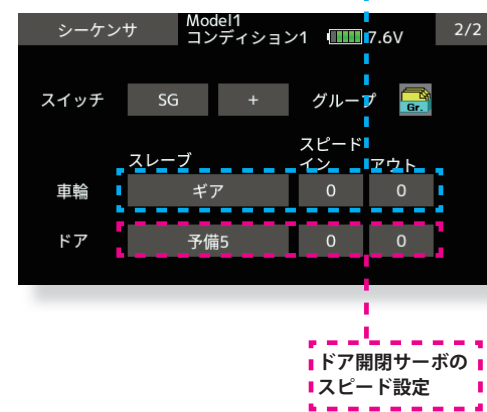 シーケンサ Model1 コンディション1 7.6V 2/2
スイッチ SG + グループ Gr.
スピード
スレーブ イン アウト
車輪 ギア 0 0
ドア 予備5 0 0
ドア開閉サーボの
スピード設定